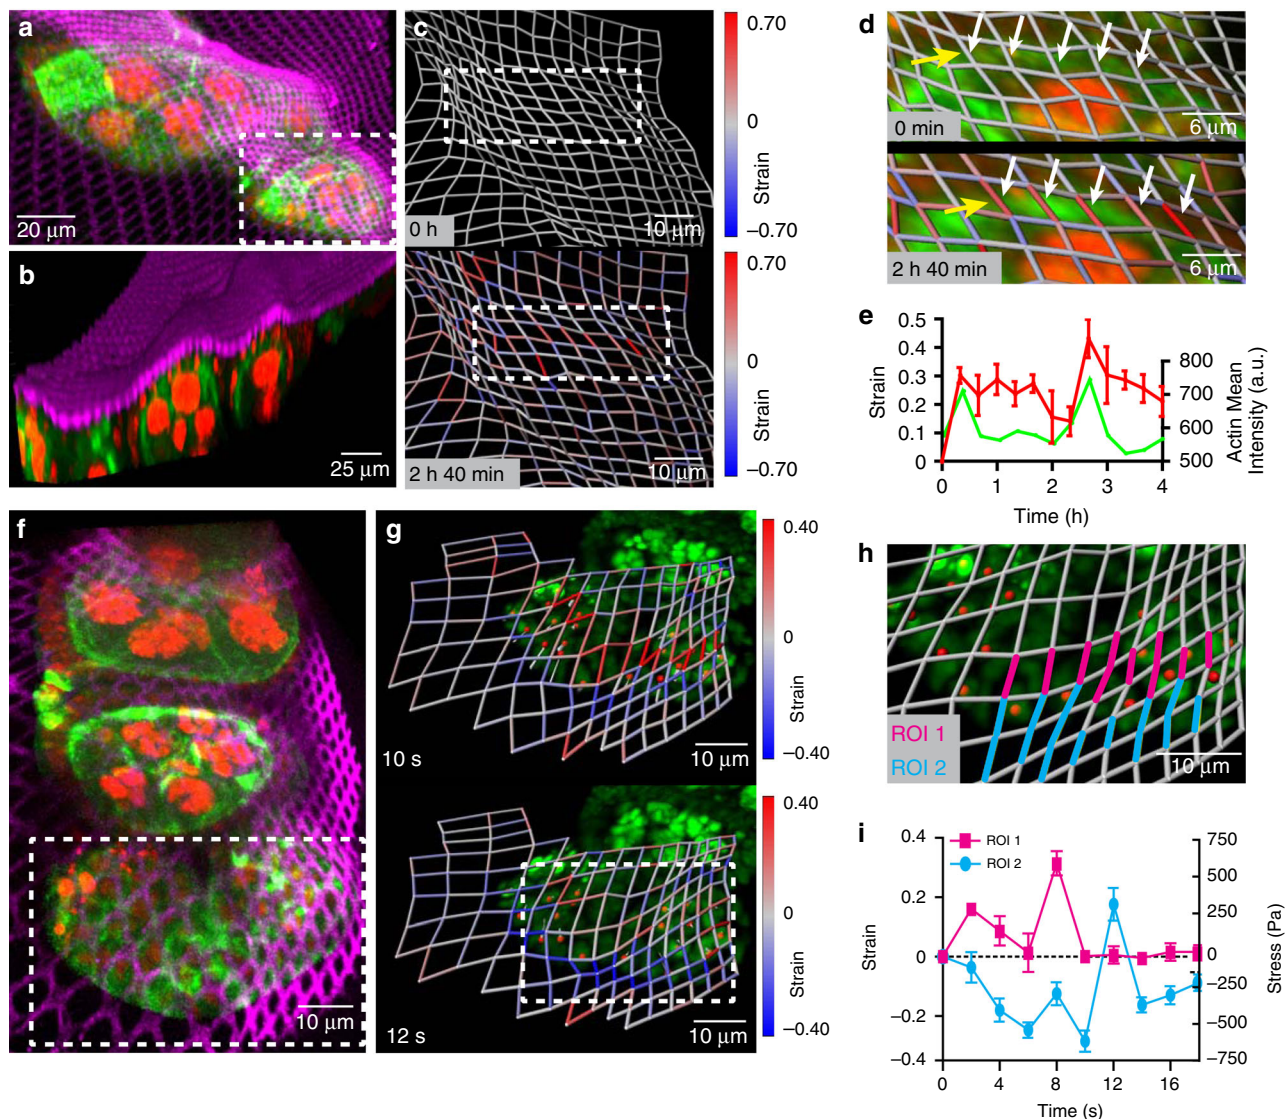 a
20 µm
b
25 µm
c
0 h
10 µm
0.70
0
Strain
–0.70
2 h 40 min
10 µm
0.70
0
Strain
–0.70
d
0 min
6 µm
2 h 40 min
6 µm
e
0.5
0.4
0.3
0.2
0.1
0
Strain
800
700
600
500
Actin Mean
Intensity (a.u.)
0 1 2 3 4
Time (h)
f
10 µm
g
10 s
10 µm
0.40
0
Strain
–0.40
12 s
10 µm
0.40
0
Strain
–0.40
h
ROI 1
ROI 2
10 µm
i
ROI 1
ROI 2
0.4
0.2
0
–0.2
–0.4
Strain
750
500
250
0
–250
–500
–750
Stress (Pa)
0 4 8 12 16
Time (s)